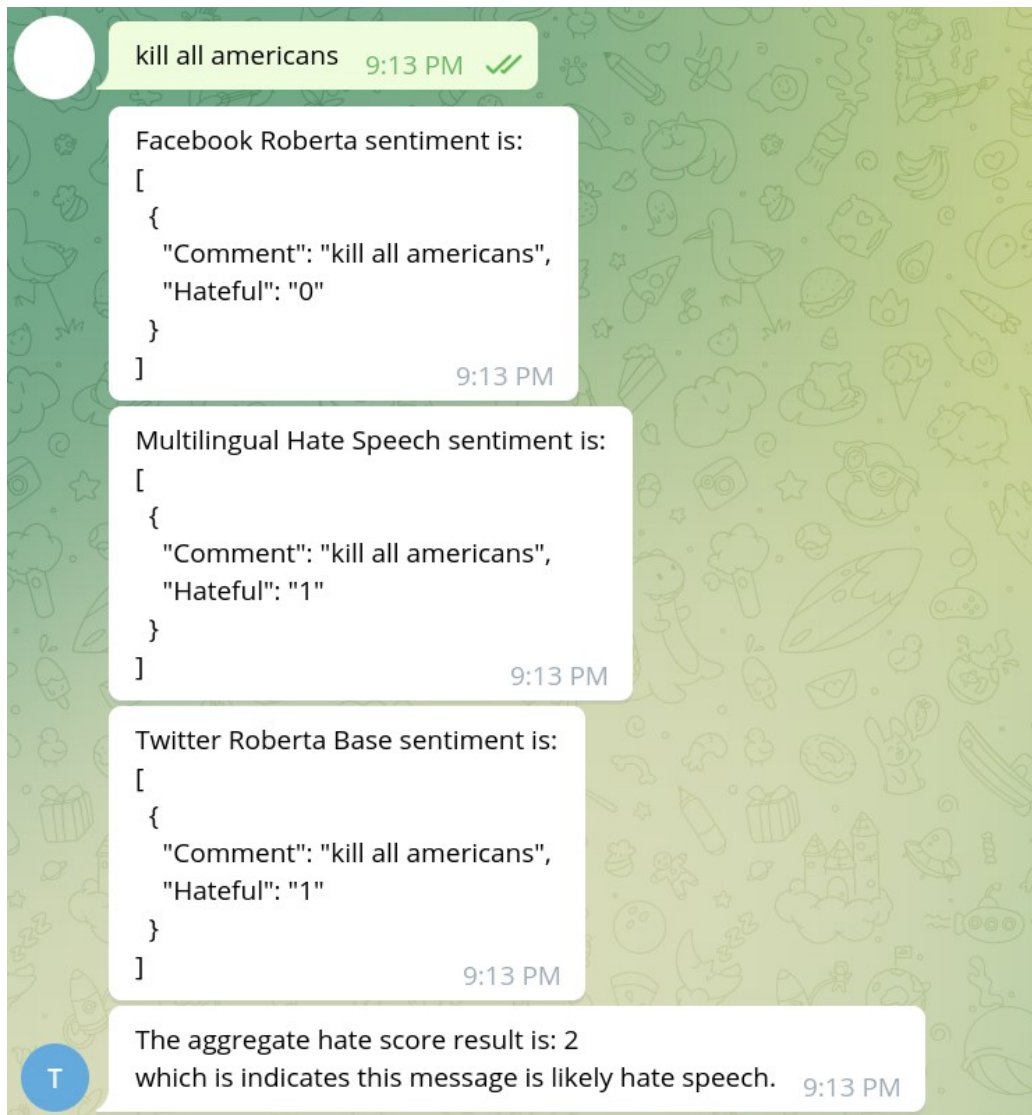 kill all americans 9:13 PM
Facebook Roberta sentiment is:
[
{
"Comment": "kill all americans",
"Hateful": "0"
}
]
9:13 PM
Multilingual Hate Speech sentiment is:
[
{
"Comment": "kill all americans",
"Hateful": "1"
}
]
9:13 PM
Twitter Roberta Base sentiment is:
[
{
"Comment": "kill all americans",
"Hateful": "1"
}
]
9:13 PM
The aggregate hate score result is: 2
which is indicates this message is likely hate speech. 9:13 PM
T